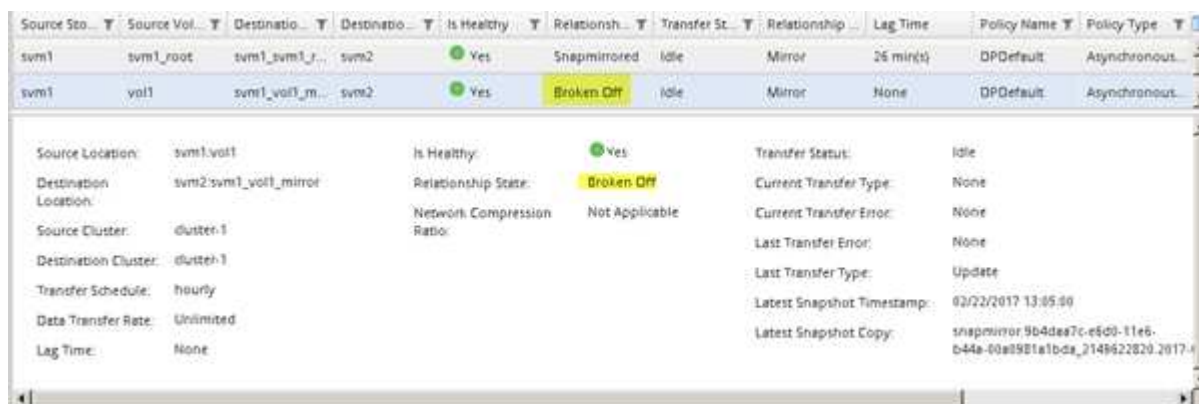 Source Sto... Source Vol... Destinatio... Destinatio... Is Healthy Relationsh... Transfer St... Relationship ... Lag Time Policy Name Policy Type
svm1 svm1_root svm1_svm1_r... svm2 Yes Snapmirrored Idle Mirror 26 min(s) DPDefault Asynchronous...
svm1 vol1 svm1_vol1_m... svm2 Yes Broken Off Idle Mirror None DPDefault Asynchronous...
Source Location: svm1:vol1 Is Healthy: Yes Transfer Status: Idle
Destination Location: svm2:svm1_vol1_mirror Relationship State: Broken Off Current Transfer Type: None
Network Compression Ratio: Not Applicable Current Transfer Error: None
Source Cluster: cluster-1 Last Transfer Error: None
Destination Cluster: cluster-1 Last Transfer Type: Update
Transfer Schedule: hourly Latest Snapshot Timestamp: 02/22/2017 13:05:00
Data Transfer Rate: Unlimited Latest Snapshot Copy: snapmirror.9b4daa7c-e6d0-11e6-
Lag Time: None b44a-00a0981a1bda_2149622820.2017-